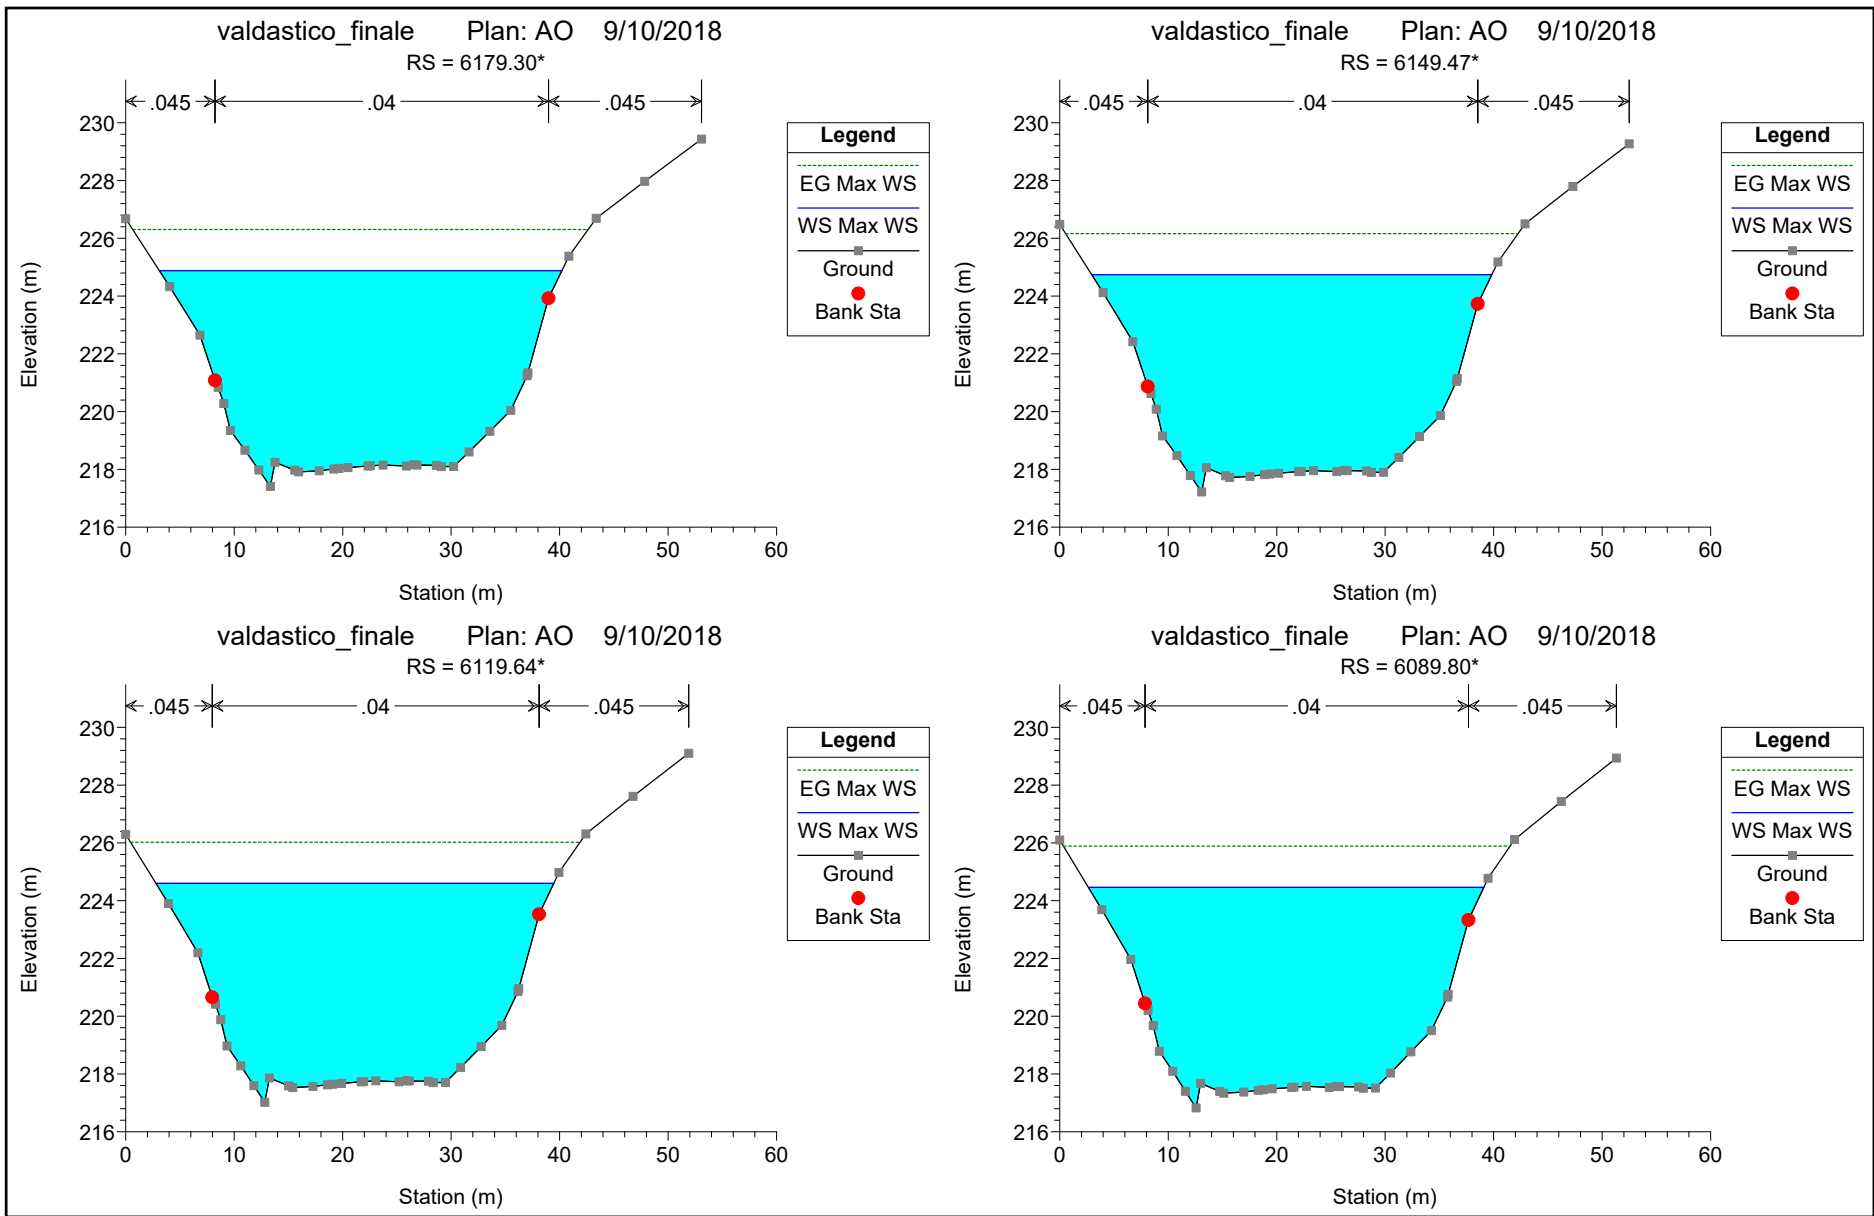 valdastico_finale Plan: AO 9/10/2018
RS = 6179.30*
.045 .04 .045
230
228
226
224
222
220
218
216
0 10 20 30 40 50 60
Elevation (m)
Station (m)
Legend
EG Max WS
WS Max WS
Ground
Bank Sta
valdastico_finale Plan: AO 9/10/2018
RS = 6149.47*
.045 .04 .045
230
228
226
224
222
220
218
216
0 10 20 30 40 50 60
Elevation (m)
Station (m)
Legend
EG Max WS
WS Max WS
Ground
Bank Sta
valdastico_finale Plan: AO 9/10/2018
RS = 6119.64*
.045 .04 .045
230
228
226
224
222
220
218
216
0 10 20 30 40 50 60
Elevation (m)
Station (m)
Legend
EG Max WS
WS Max WS
Ground
Bank Sta
valdastico_finale Plan: AO 9/10/2018
RS = 6089.80*
.045 .04 .045
230
228
226
224
222
220
218
216
0 10 20 30 40 50 60
Elevation (m)
Station (m)
Legend
EG Max WS
WS Max WS
Ground
Bank Sta